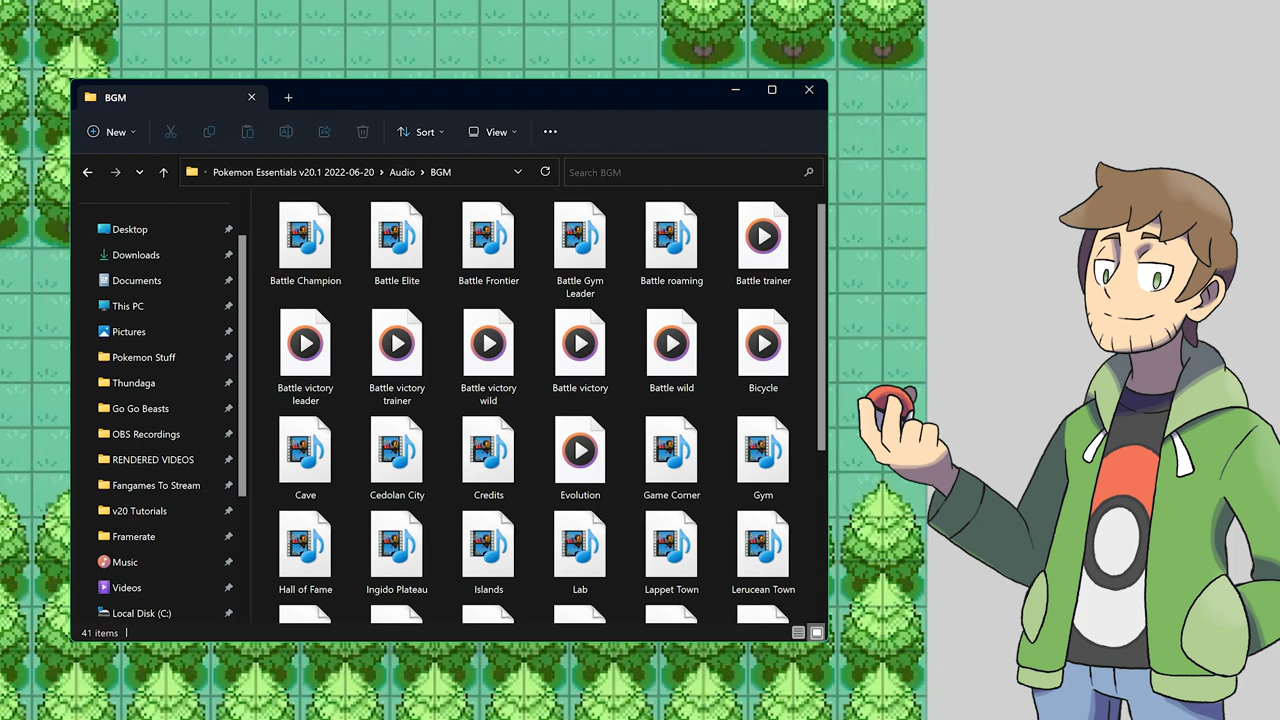 BGM
New
Sort
View
Pokemon Essentials v20.1 2022-06-20 > Audio > BGM
Search BGM
Desktop
Downloads
Documents
This PC
Pictures
Pokemon Stuff
Thundaga
Go Go Beasts
OBS Recordings
RENDERED VIDEOS
Fangames To Stream
v20 Tutorials
Framerate
Music
Videos
Local Disk (C:)
Battle Champion
Battle Elite
Battle Frontier
Battle Gym
Leader
Battle roaming
Battle trainer
Battle victory
leader
Battle victory
trainer
Battle victory
wild
Battle victory
Battle wild
Bicycle
Cave
Cedolan City
Credits
Evolution
Game Corner
Gym
Hall of Fame
Ingido Plateau
Islands
Lab
Lappet Town
Lerucean Town
41 items